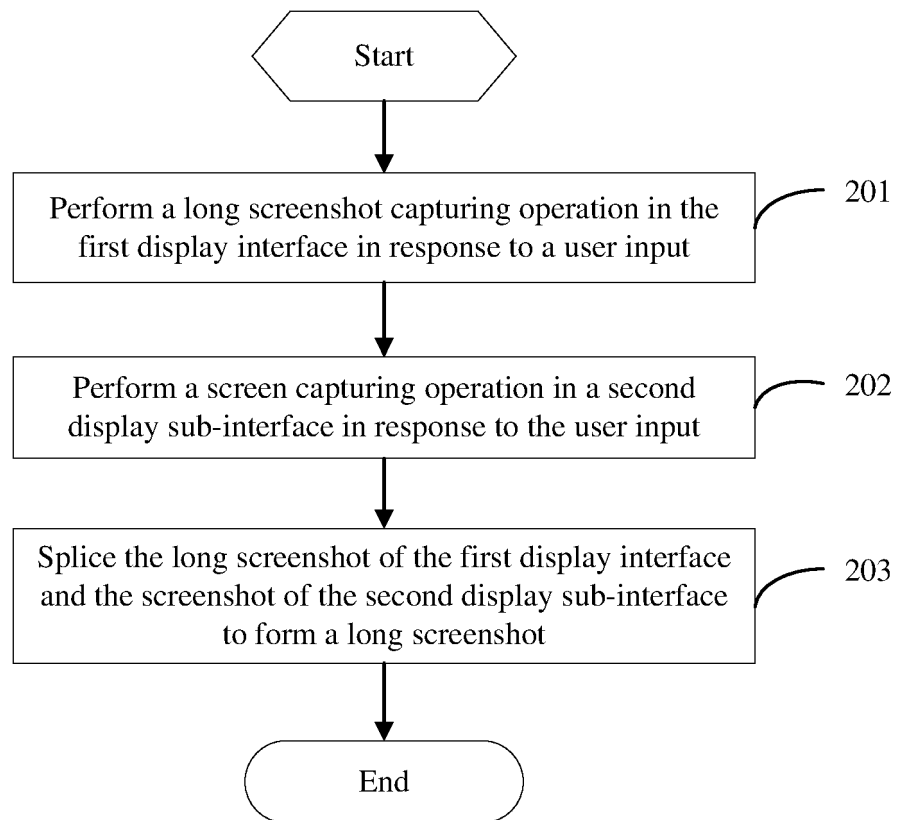 Start
Perform a long screenshot capturing operation in the
first display interface in response to a user input
201
Perform a screen capturing operation in a second
display sub-interface in response to the user input
202
Splice the long screenshot of the first display interface
and the screenshot of the second display sub-interface
to form a long screenshot
203
End